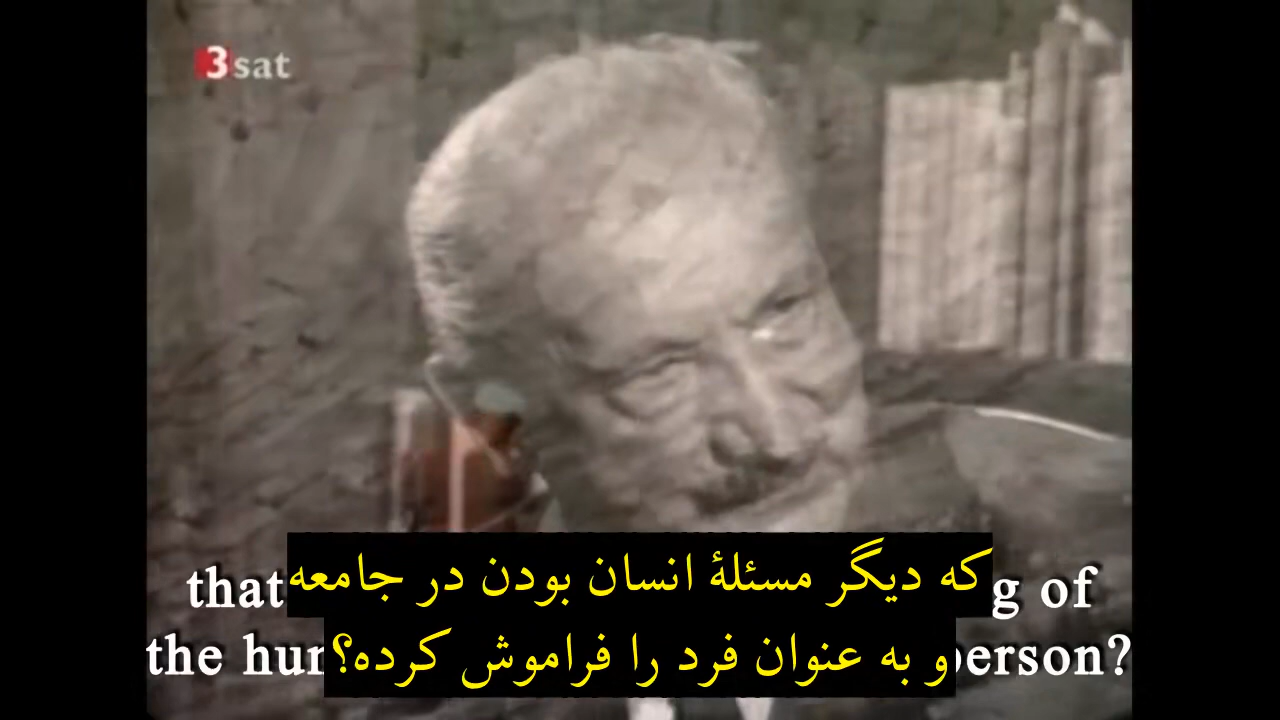 3sat
که دیگر مسئلهٔ انسان بودن در جامعه
و به عنوان فرد را فراموش کرده؟
that g of
the hur person?